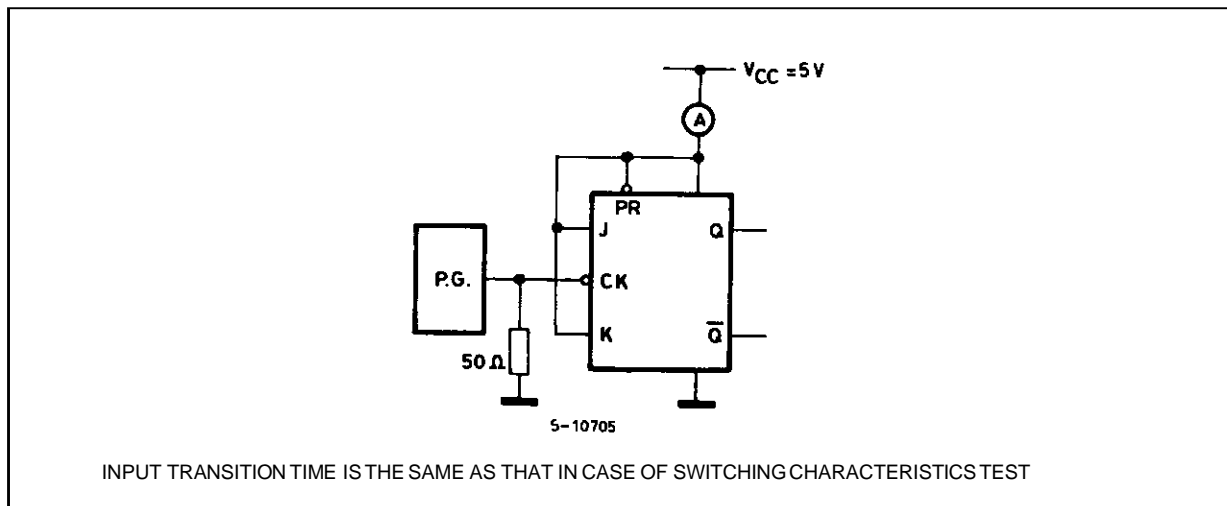 V_CC = 5 V
A
PR
J Q
P.G. CK
K Q̅
50 Ω
S-10705
INPUT TRANSITION TIME IS THE SAME AS THAT IN CASE OF SWITCHING CHARACTERISTICS TEST